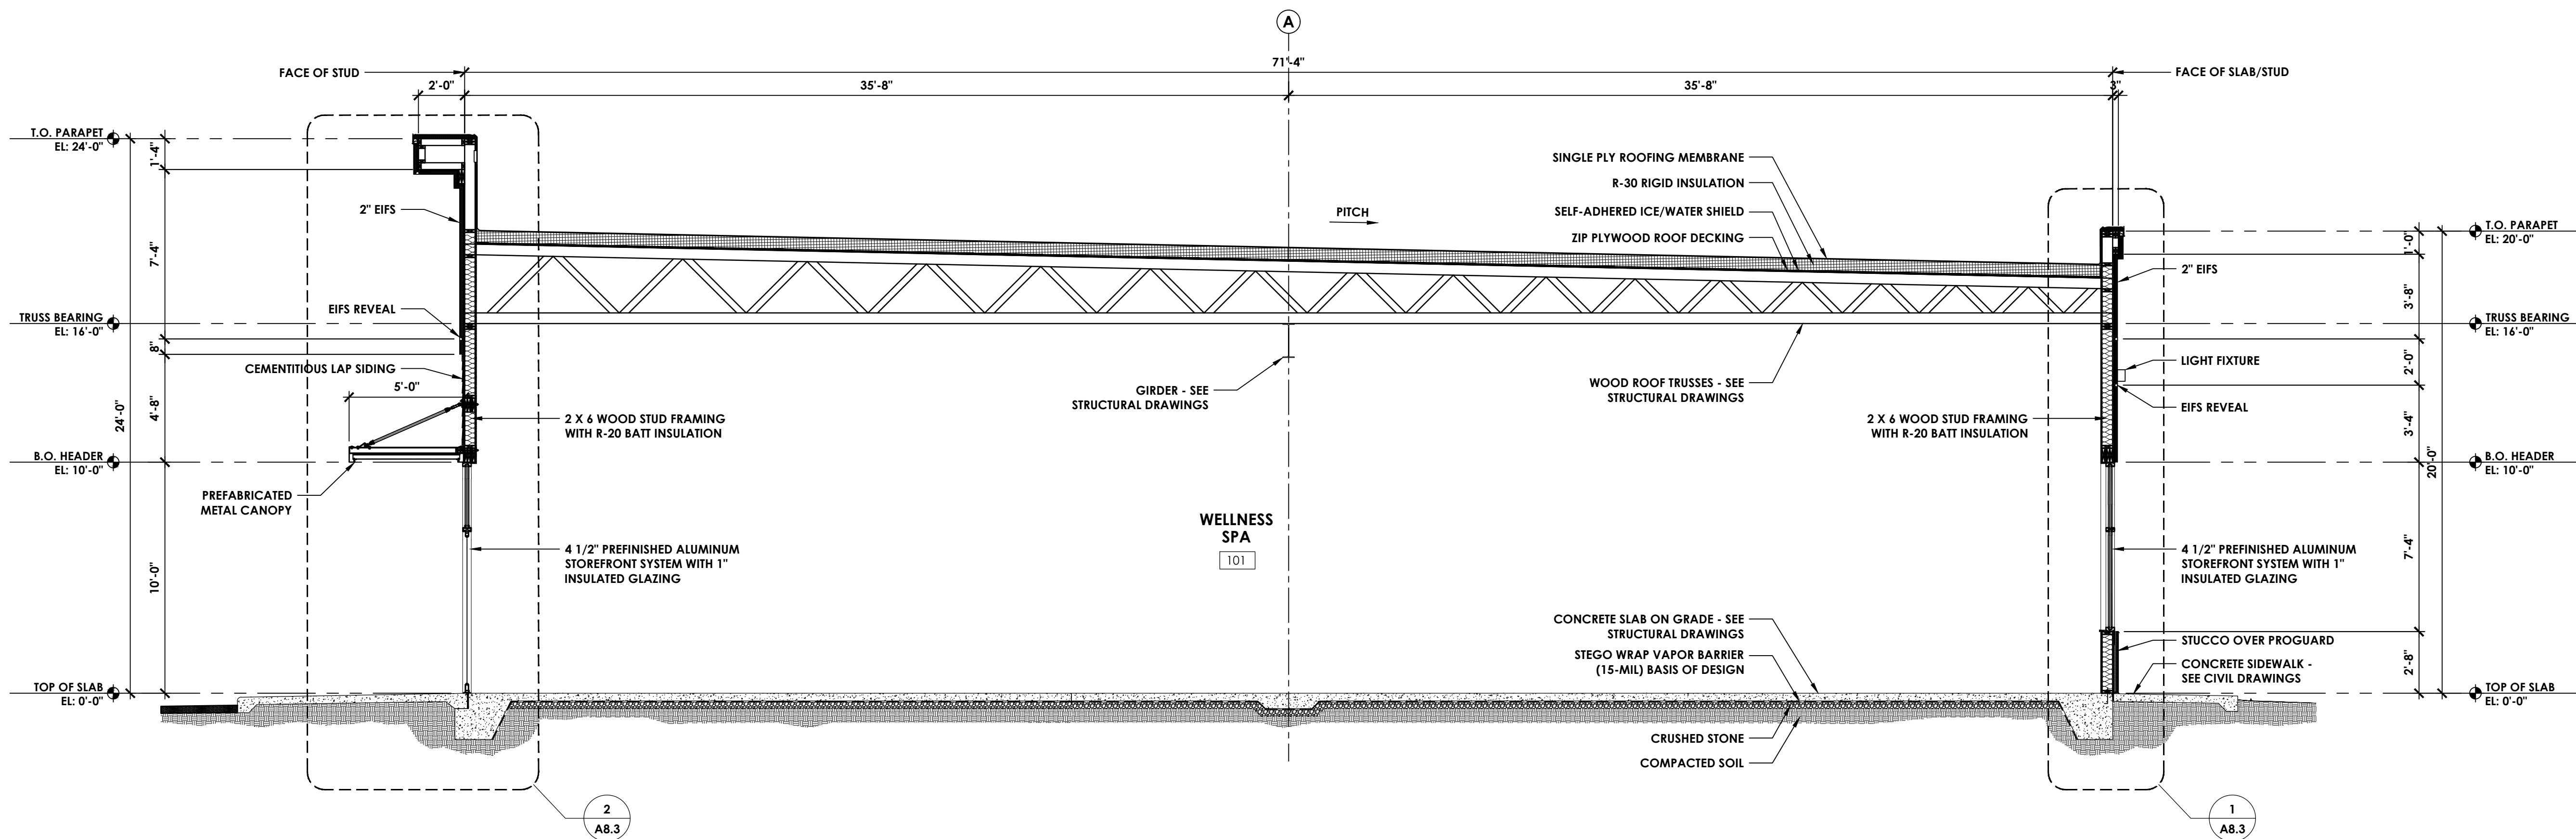 A
71'-4"
FACE OF STUD
FACE OF SLAB/STUD
2'-0"
35'-8"
35'-8"
3"
T.O. PARAPET
EL: 24'-0"
1'-4"
7'-4"
8"
4'-8"
10'-0"
24'-0"
2" EIFS
EIFS REVEAL
TRUSS BEARING
EL: 16'-0"
CEMENTITIOUS LAP SIDING
5'-0"
B.O. HEADER
EL: 10'-0"
PREFABRICATED
METAL CANOPY
TOP OF SLAB
EL: 0'-0"
2 X 6 WOOD STUD FRAMING
WITH R-20 BATT INSULATION
4 1/2" PREFINISHED ALUMINUM
STOREFRONT SYSTEM WITH 1"
INSULATED GLAZING
2
A8.3
PITCH
SINGLE PLY ROOFING MEMBRANE
R-30 RIGID INSULATION
SELF-ADHERED ICE/WATER SHIELD
ZIP PLYWOOD ROOF DECKING
GIRDER - SEE
STRUCTURAL DRAWINGS
WOOD ROOF TRUSSES - SEE
STRUCTURAL DRAWINGS
WELLNESS
SPA
101
CONCRETE SLAB ON GRADE - SEE
STRUCTURAL DRAWINGS
STEGO WRAP VAPOR BARRIER
(15-MIL) BASIS OF DESIGN
CRUSHED STONE
COMPACTED SOIL
2 X 6 WOOD STUD FRAMING
WITH R-20 BATT INSULATION
T.O. PARAPET
EL: 20'-0"
1'-0"
3'-8"
2'-0"
3'-4"
7'-4"
2'-8"
20'-0"
2" EIFS
TRUSS BEARING
EL: 16'-0"
LIGHT FIXTURE
EIFS REVEAL
B.O. HEADER
EL: 10'-0"
4 1/2" PREFINISHED ALUMINUM
STOREFRONT SYSTEM WITH 1"
INSULATED GLAZING
STUCCO OVER PROGUARD
CONCRETE SIDEWALK -
SEE CIVIL DRAWINGS
TOP OF SLAB
EL: 0'-0"
1
A8.3